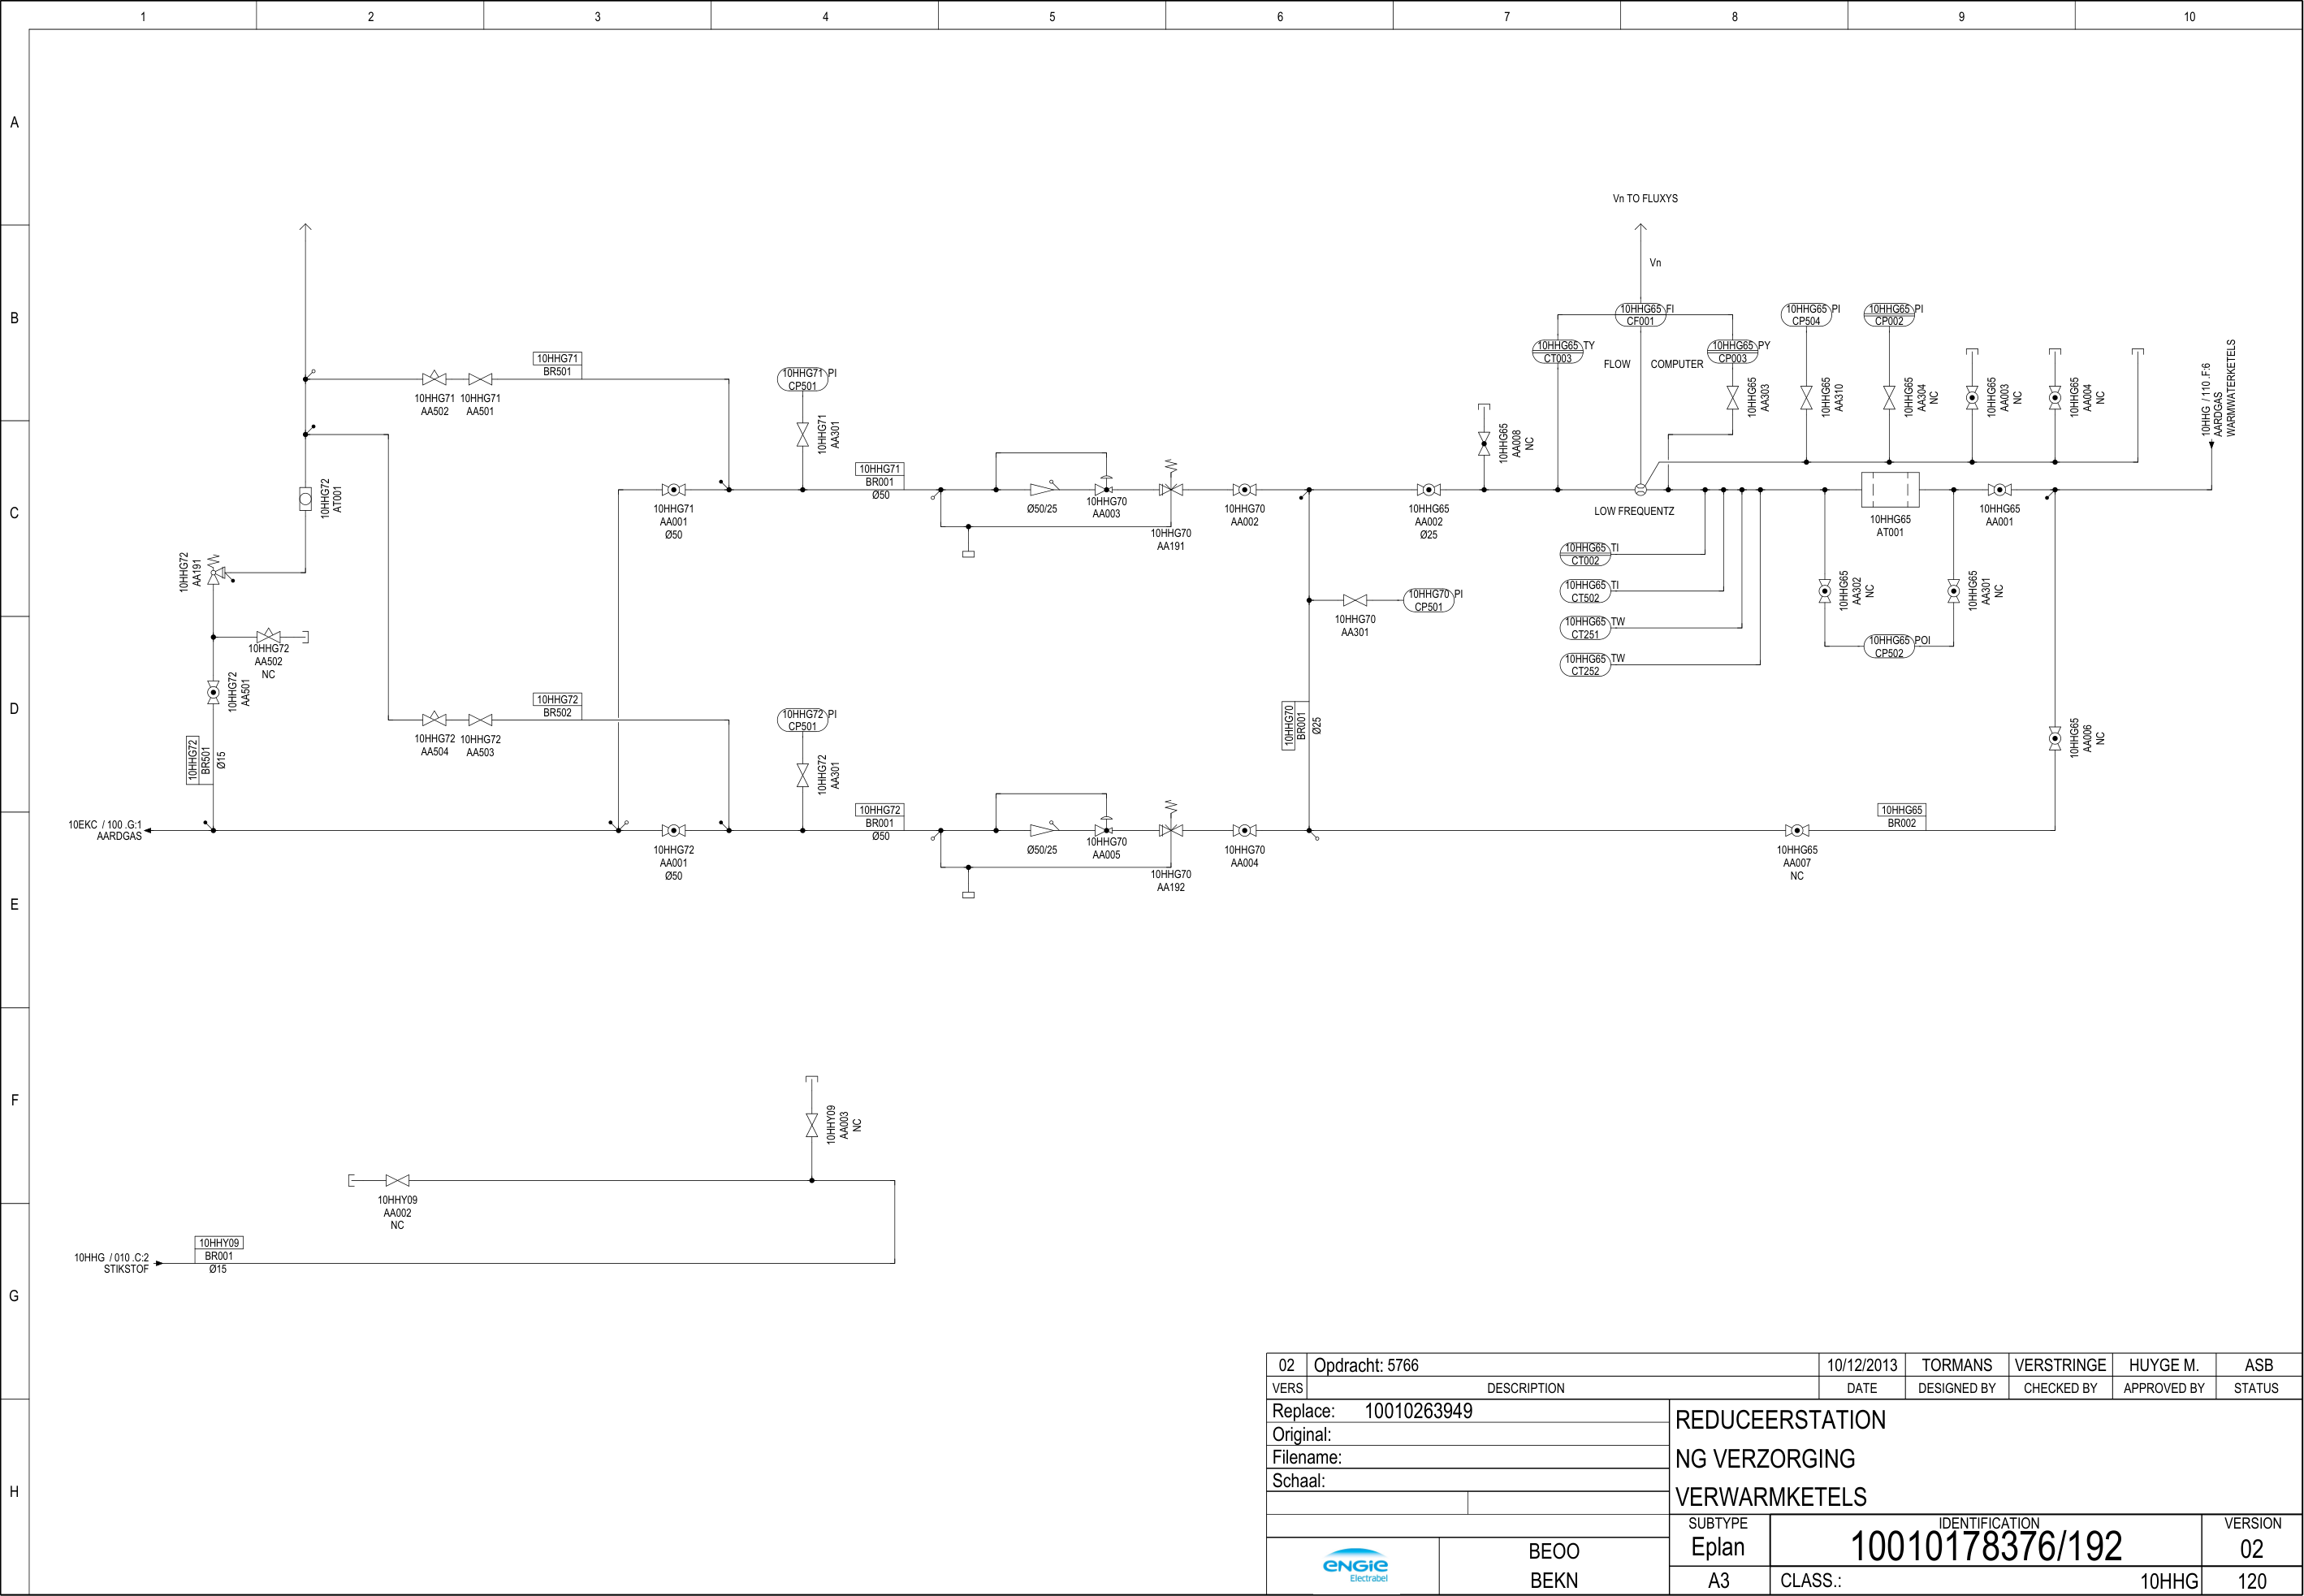 1 2 3 4 5 6 7 8 9 10
A
B
C
D
E
F
G
H
Vn TO FLUXYS
Vn
10HHG65 FI
CF001
10HHG65 TY
CT003
FLOW COMPUTER
10HHG65 PY
CP003
10HHG65 PI
CP504
10HHG65 PI
CP002
10HHG65
AA303
10HHG65
AA310
10HHG65
AA304
NC
10HHG65
AA003
NC
10HHG65
AA004
NC
10HHG / 110 .F:6
AARDGAS
WARMWATERKETELS
10HHG71
BR501
10HHG71
AA502
10HHG71
AA501
10HHG71 PI
CP501
10HHG71
AA301
10HHG65
AA008
NC
10HHG72
AT001
10HHG71
AA001
Ø50
10HHG71
BR001
Ø50
Ø50/25
10HHG70
AA003
10HHG70
AA191
10HHG70
AA002
10HHG65
AA002
Ø25
LOW FREQUENTZ
10HHG65
AT001
10HHG65
AA001
10HHG72
AA191
10HHG65 TI
CT002
10HHG65 TI
CT502
10HHG65 TW
CT251
10HHG65 TW
CT252
10HHG65
AA302
NC
10HHG65
AA301
NC
10HHG65 POI
CP502
10HHG70
AA301
10HHG70 PI
CP501
10HHG72
AA502
NC
10HHG72
AA501
10HHG72
BR501
Ø15
10HHG72
BR502
10HHG72
AA504
10HHG72
AA503
10HHG72 PI
CP501
10HHG72
AA301
10HHG70
BR001
Ø25
10HHG65
AA006
NC
10EKC / 100 .G:1
AARDGAS
10HHG72
AA001
Ø50
10HHG72
BR001
Ø50
Ø50/25
10HHG70
AA005
10HHG70
AA192
10HHG70
AA004
10HHG65
AA007
NC
10HHG65
BR002
10HHY09
AA003
NC
10HHY09
AA002
NC
10HHG / 010 .C:2
STIKSTOF
10HHY09
BR001
Ø15
02 Opdracht: 5766 10/12/2013 TORMANS VERSTRINGE HUYGE M. ASB
VERS DESCRIPTION DATE DESIGNED BY CHECKED BY APPROVED BY STATUS
Replace: 10010263949
Original:
Filename:
Schaal:
REDUCEERSTATION
NG VERZORGING
VERWARMKETELS
SUBTYPE IDENTIFICATION VERSION
Eplan 10010178376/192 02
ENGIE
Electrabel
BEOO
BEKN
A3 CLASS.: 10HHG 120